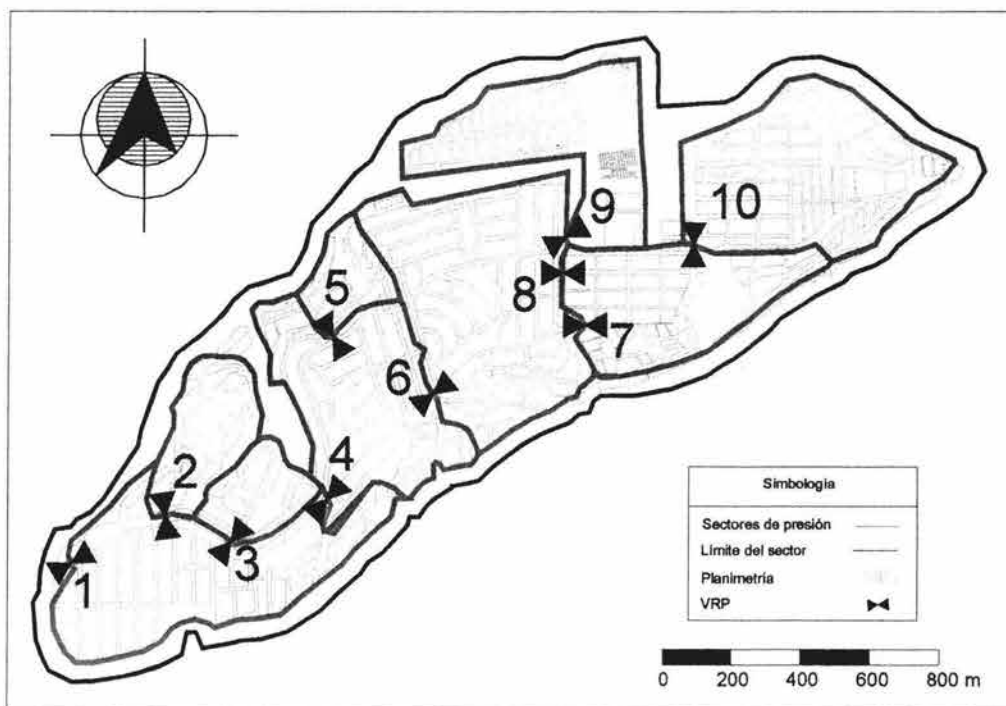 9
10
5
8
7
6
2
4
3
1
Simbologia
Sectores de presión
Límite del sector
Planimetría
VRP
0 200 400 600 800 m